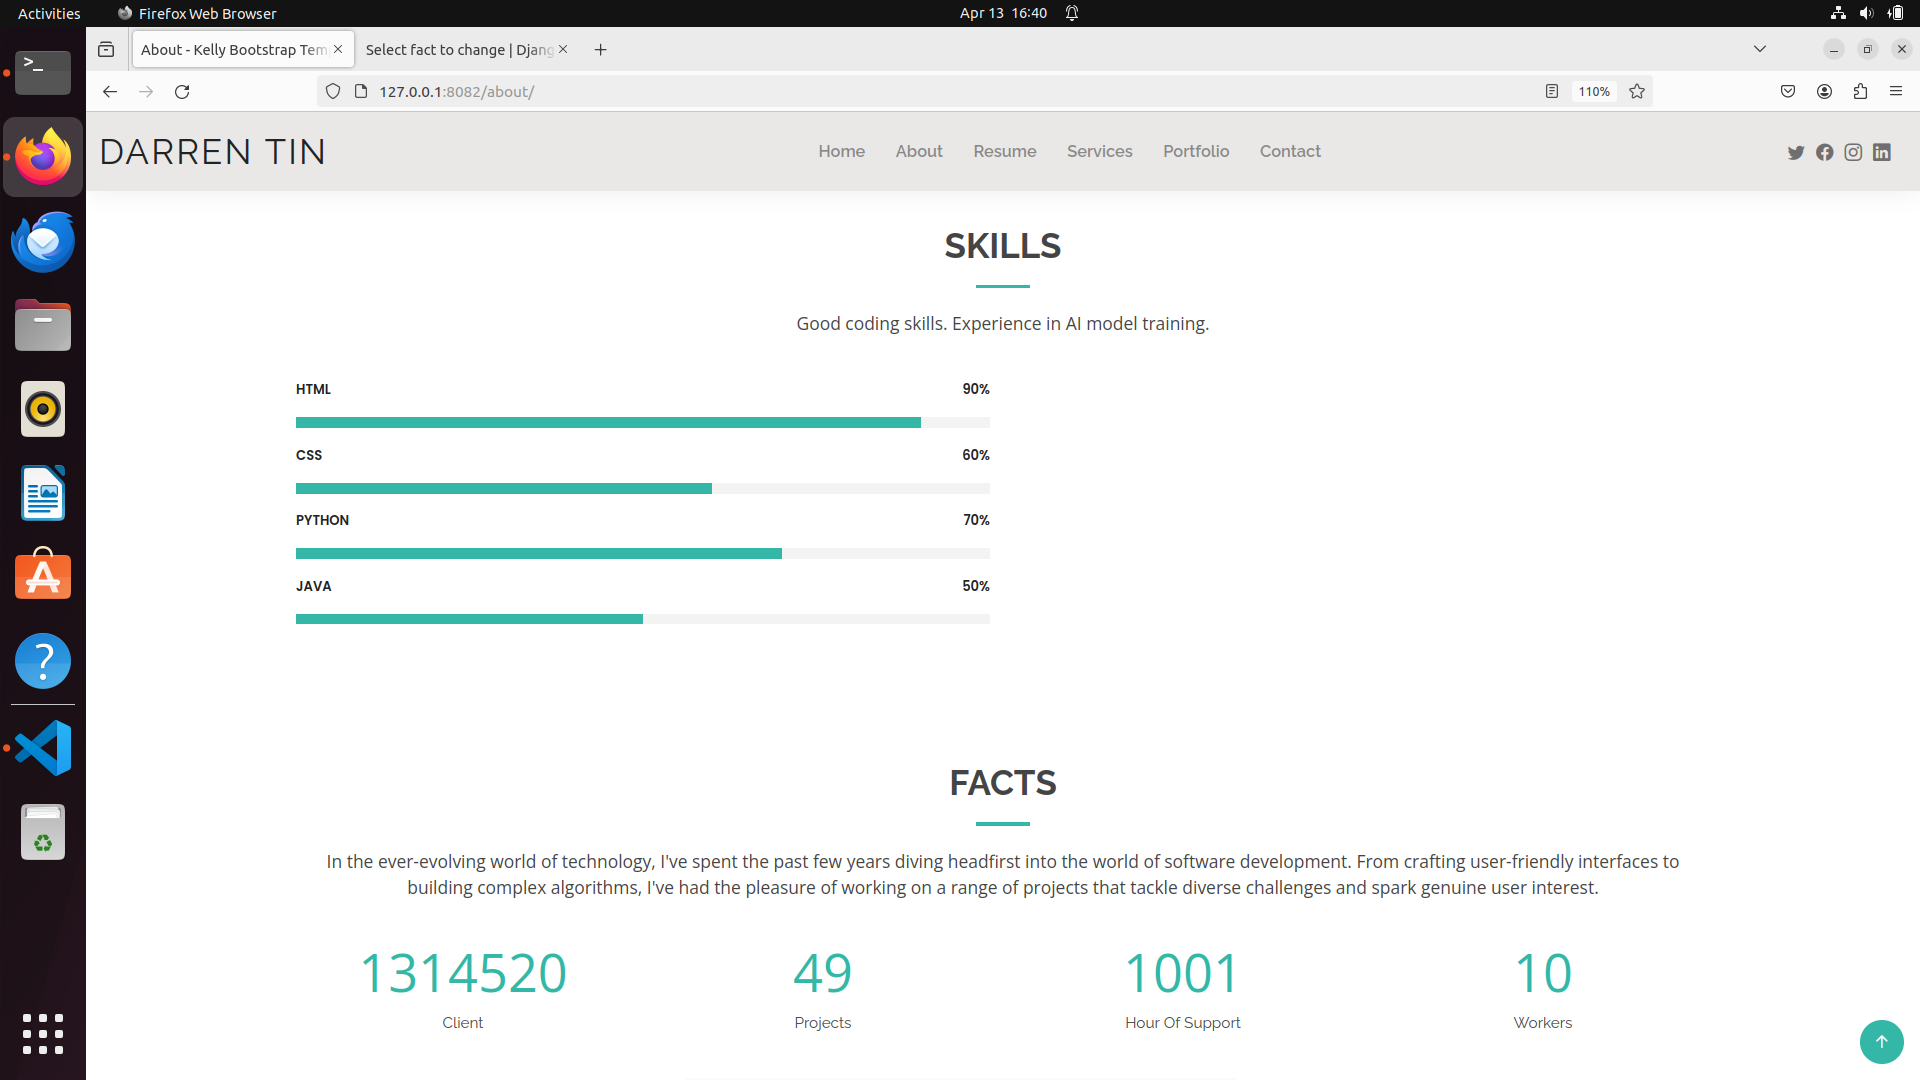 Activities
Firefox Web Browser
Apr 13 16:40
About - Kelly Bootstrap Tem
Select fact to change | Djang
127.0.0.1:8082/about/
110%
DARREN TIN
Home
About
Resume
Services
Portfolio
Contact
SKILLS
Good coding skills. Experience in AI model training.
HTML 90%
CSS 60%
PYTHON 70%
JAVA 50%
FACTS
In the ever-evolving world of technology, I've spent the past few years diving headfirst into the world of software development. From crafting user-friendly interfaces to
building complex algorithms, I've had the pleasure of working on a range of projects that tackle diverse challenges and spark genuine user interest.
1314520
Client
49
Projects
1001
Hour Of Support
10
Workers